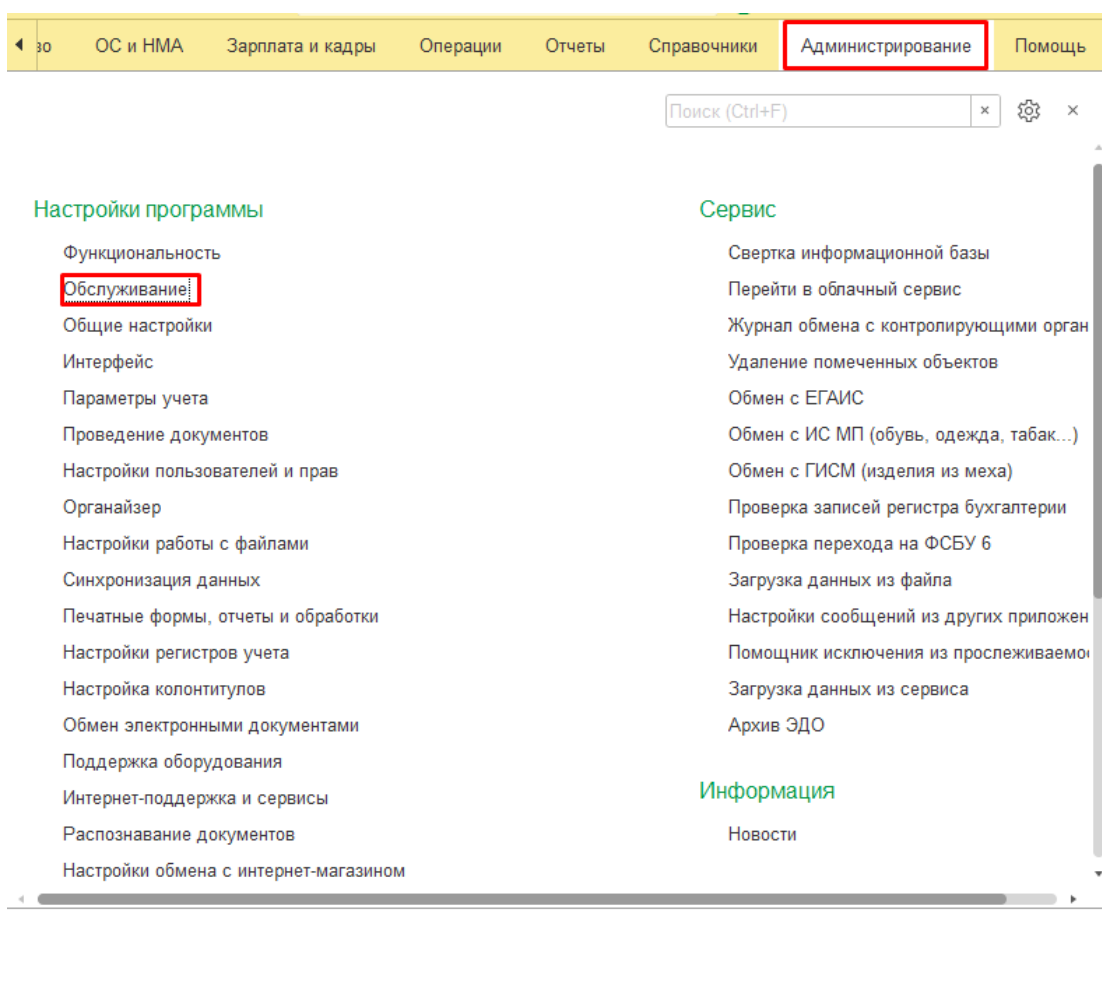 во ОС и НМА Зарплата и кадры Операции Отчеты Справочники Администрирование Помощь
Поиск (Ctrl+F)
Настройки программы
Функциональность
Обслуживание
Общие настройки
Интерфейс
Параметры учета
Проведение документов
Настройки пользователей и прав
Органайзер
Настройки работы с файлами
Синхронизация данных
Печатные формы, отчеты и обработки
Настройки регистров учета
Настройка колонтитулов
Обмен электронными документами
Поддержка оборудования
Интернет-поддержка и сервисы
Распознавание документов
Настройки обмена с интернет-магазином
Сервис
Свертка информационной базы
Перейти в облачный сервис
Журнал обмена с контролирующими орган
Удаление помеченных объектов
Обмен с ЕГАИС
Обмен с ИС МП (обувь, одежда, табак...)
Обмен с ГИСМ (изделия из меха)
Проверка записей регистра бухгалтерии
Проверка перехода на ФСБУ 6
Загрузка данных из файла
Настройки сообщений из других приложен
Помощник исключения из прослеживаемо
Загрузка данных из сервиса
Архив ЭДО
Информация
Новости